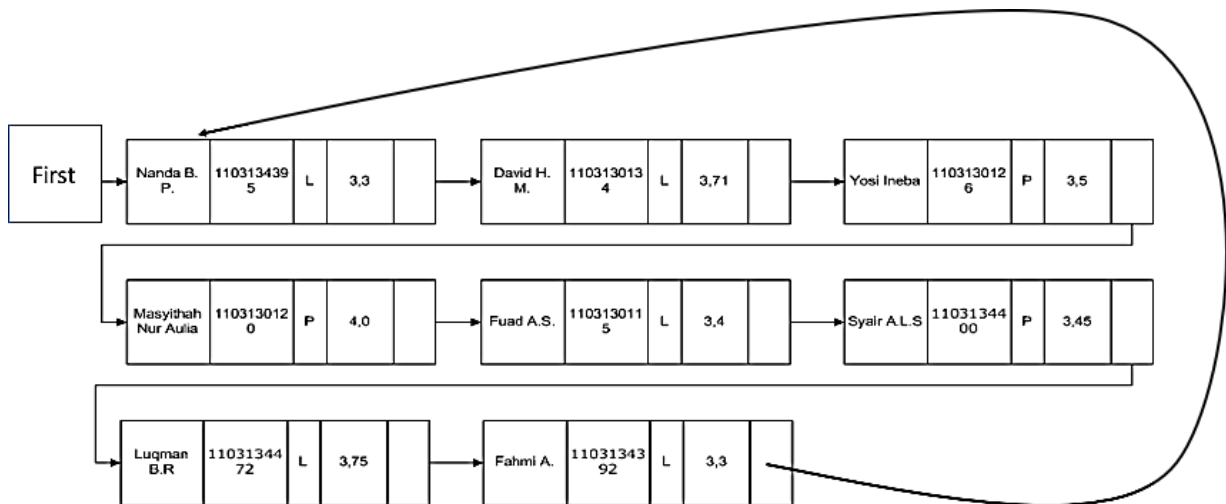 First
Nanda B.
P.
110313439
5
L
3,3
David H.
M.
110313013
4
L
3,71
Yosi Ineba
110313012
6
P
3,5
Masyithah
Nur Aulia
110313012
0
P
4,0
Fuad A.S.
110313011
5
L
3,4
Syair A.L.S
11031344
00
P
3,45
Luqman
B.R
11031344
72
L
3,75
Fahmi A.
11031343
92
L
3,3